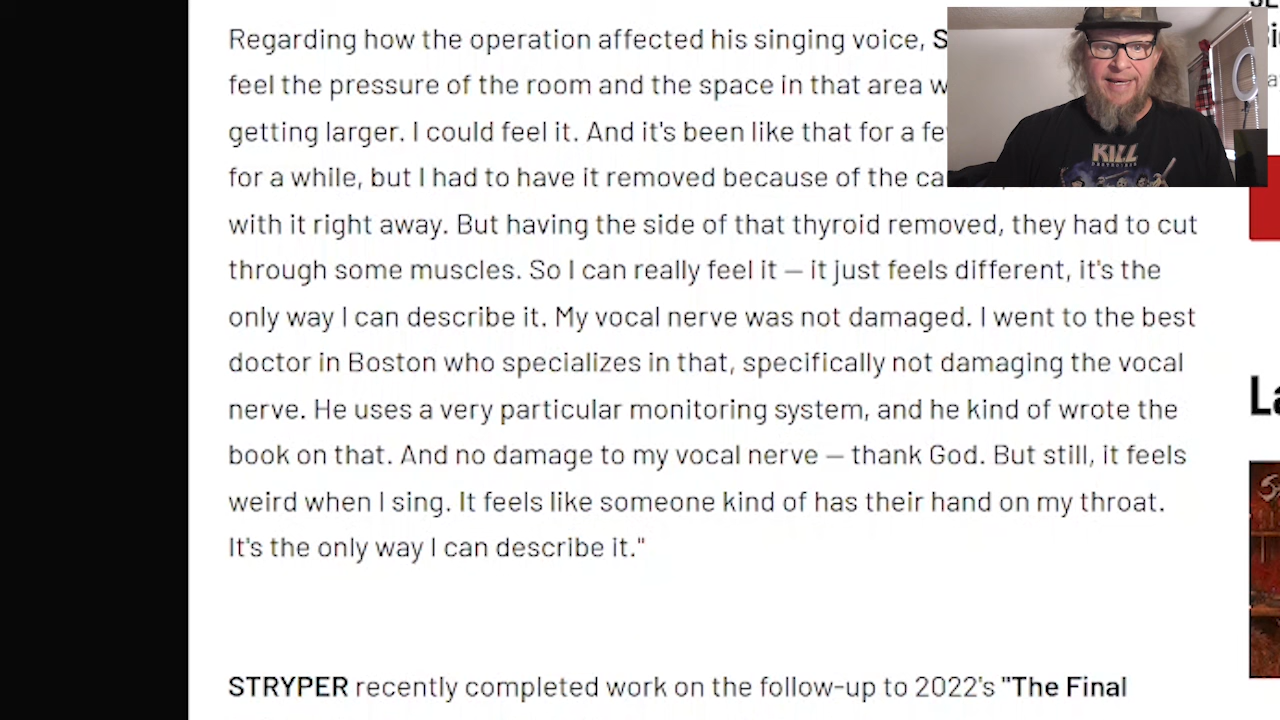 Regarding how the operation affected his singing voice, S
feel the pressure of the room and the space in that area w
getting larger. I could feel it. And it's been like that for a fe
for a while, but I had to have it removed because of the ca
with it right away. But having the side of that thyroid removed, they had to cut
through some muscles. So I can really feel it — it just feels different, it's the
only way I can describe it. My vocal nerve was not damaged. I went to the best
doctor in Boston who specializes in that, specifically not damaging the vocal
nerve. He uses a very particular monitoring system, and he kind of wrote the
book on that. And no damage to my vocal nerve — thank God. But still, it feels
weird when I sing. It feels like someone kind of has their hand on my throat.
It's the only way I can describe it."
STRYPER recently completed work on the follow-up to 2022's "The Final
KILL
La